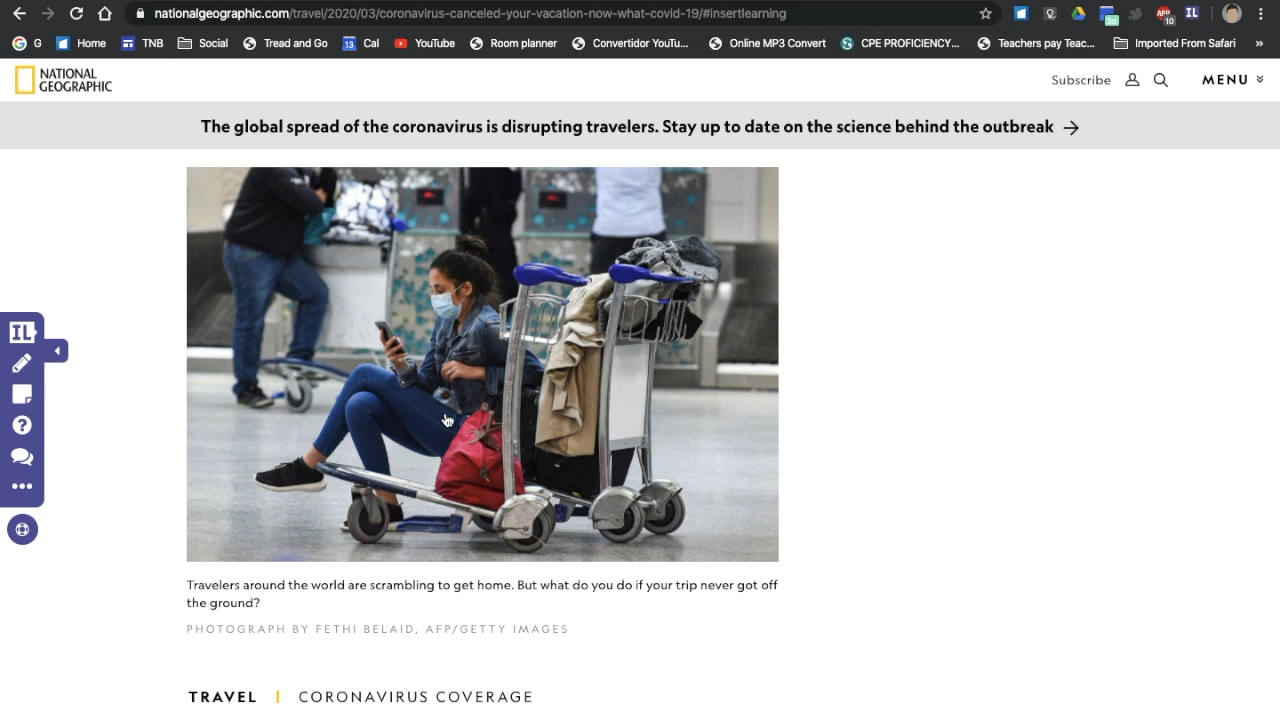 nationalgeographic.com/travel/2020/03/coronavirus-canceled-your-vacation-now-what-covid-19/#insertlearning
G Home TNB Social Tread and Go 13 Cal YouTube Room planner Convertidor YouTu... Online MP3 Convert CPE PROFICIENCY... Teachers pay Teac... Imported From Safari »
NATIONAL
GEOGRAPHIC
Subscribe MENU
The global spread of the coronavirus is disrupting travelers. Stay up to date on the science behind the outbreak →
IL
Travelers around the world are scrambling to get home. But what do you do if your trip never got off
the ground?
PHOTOGRAPH BY FETHI BELAID, AFP/GETTY IMAGES
TRAVEL | CORONAVIRUS COVERAGE